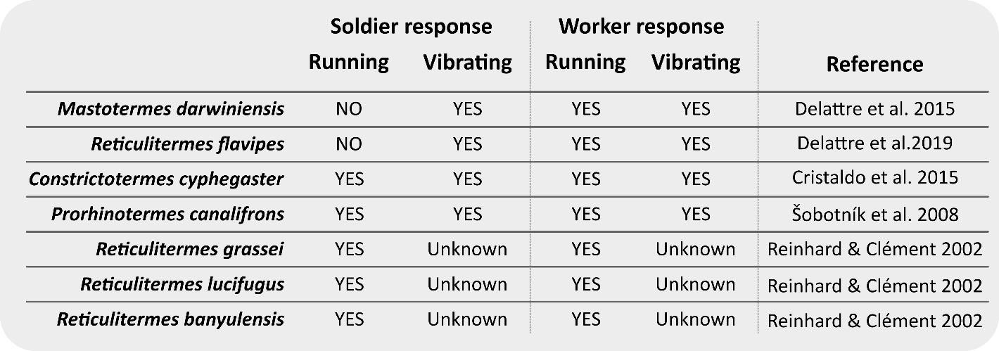 Soldier response Worker response
Running Vibrating Running Vibrating Reference
Mastotermes darwiniensis NO YES YES YES Delattre et al. 2015
Reticulitermes flavipes NO YES YES YES Delattre et al.2019
Constrictotermes cyphegaster YES YES YES YES Cristaldo et al. 2015
Prorhinotermes canalifrons YES YES YES YES Šobotník et al. 2008
Reticulitermes grassei YES Unknown YES Unknown Reinhard & Clément 2002
Reticulitermes lucifugus YES Unknown YES Unknown Reinhard & Clément 2002
Reticulitermes banyulensis YES Unknown YES Unknown Reinhard & Clément 2002